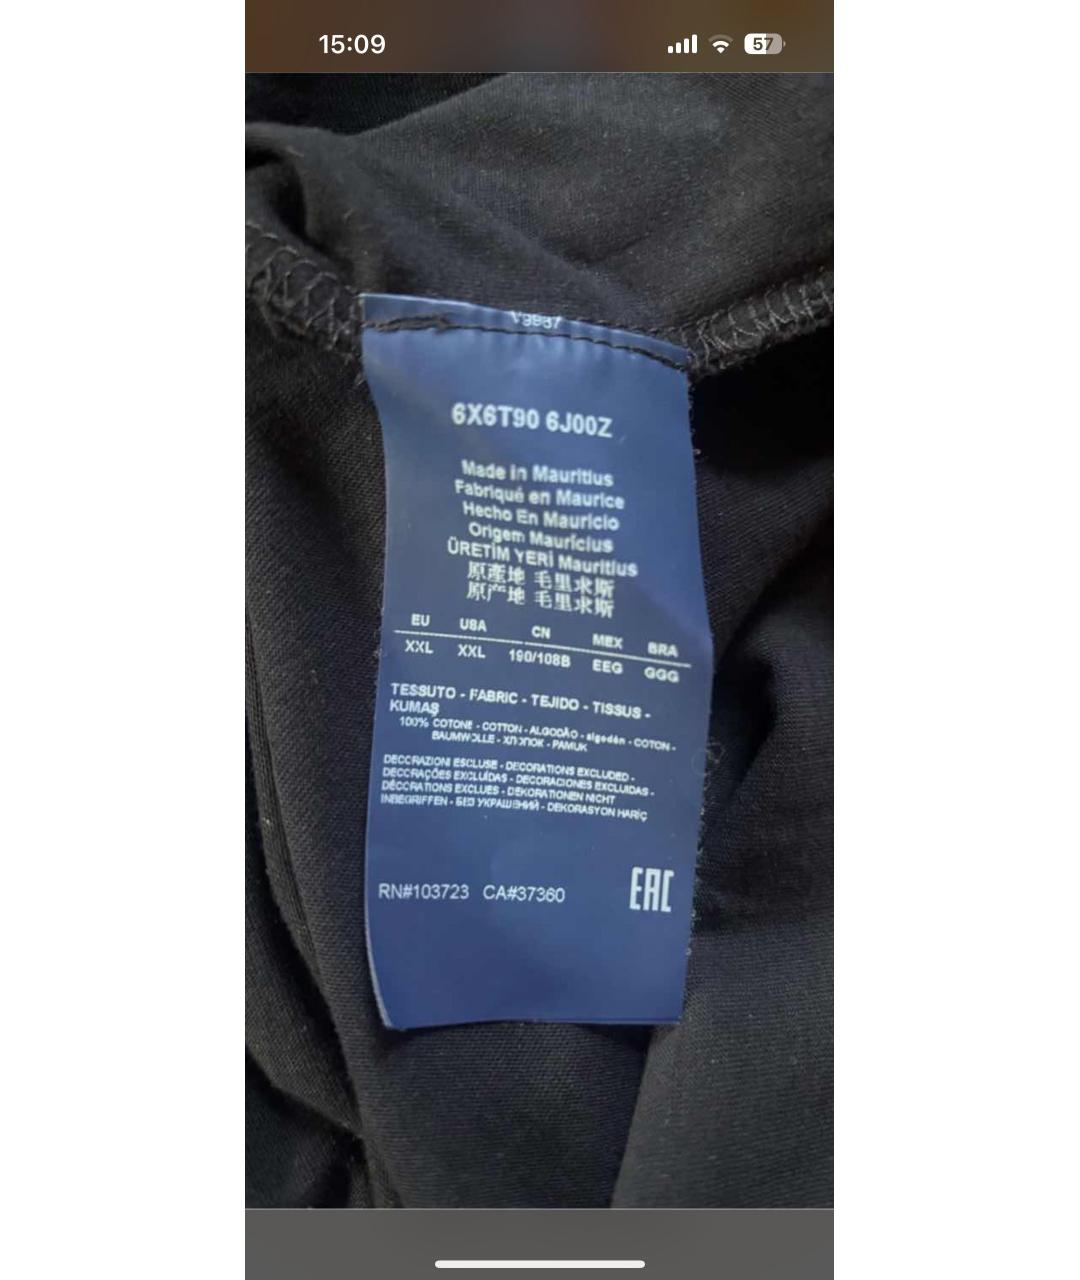 15:09
57
6X6T90 6J00Z
Made in Mauritius
Fabriqué en Maurice
Hecho En Mauricio
Origem Maurícius
ÜRETİM YERİ Mauritius
原產地 毛里求斯
原产地 毛里求斯
EU USA CN MEX BRA
XXL XXL 190/108B EEG GGG
TESSUTO - FABRIC - TEJIDO - TISSUS -
KUMAŞ
100% COTONE - COTTON - ALGODÃO - algodón - COTON -
BAUMWOLLE - ХЛОПОК - PAMUK
DECORAZIONI ESCLUSE - DECORATIONS EXCLUDED -
DECORAÇÕES EXCLUÍDAS - DECORACIONES EXCLUIDAS -
DÉCORATIONS EXCLUES - DEKORATIONEN NICHT
INBEGRIFFEN - БЕЗ УКРАШЕНИЙ - DEKORASYON HARİÇ
RN#103723 CA#37360
EAC